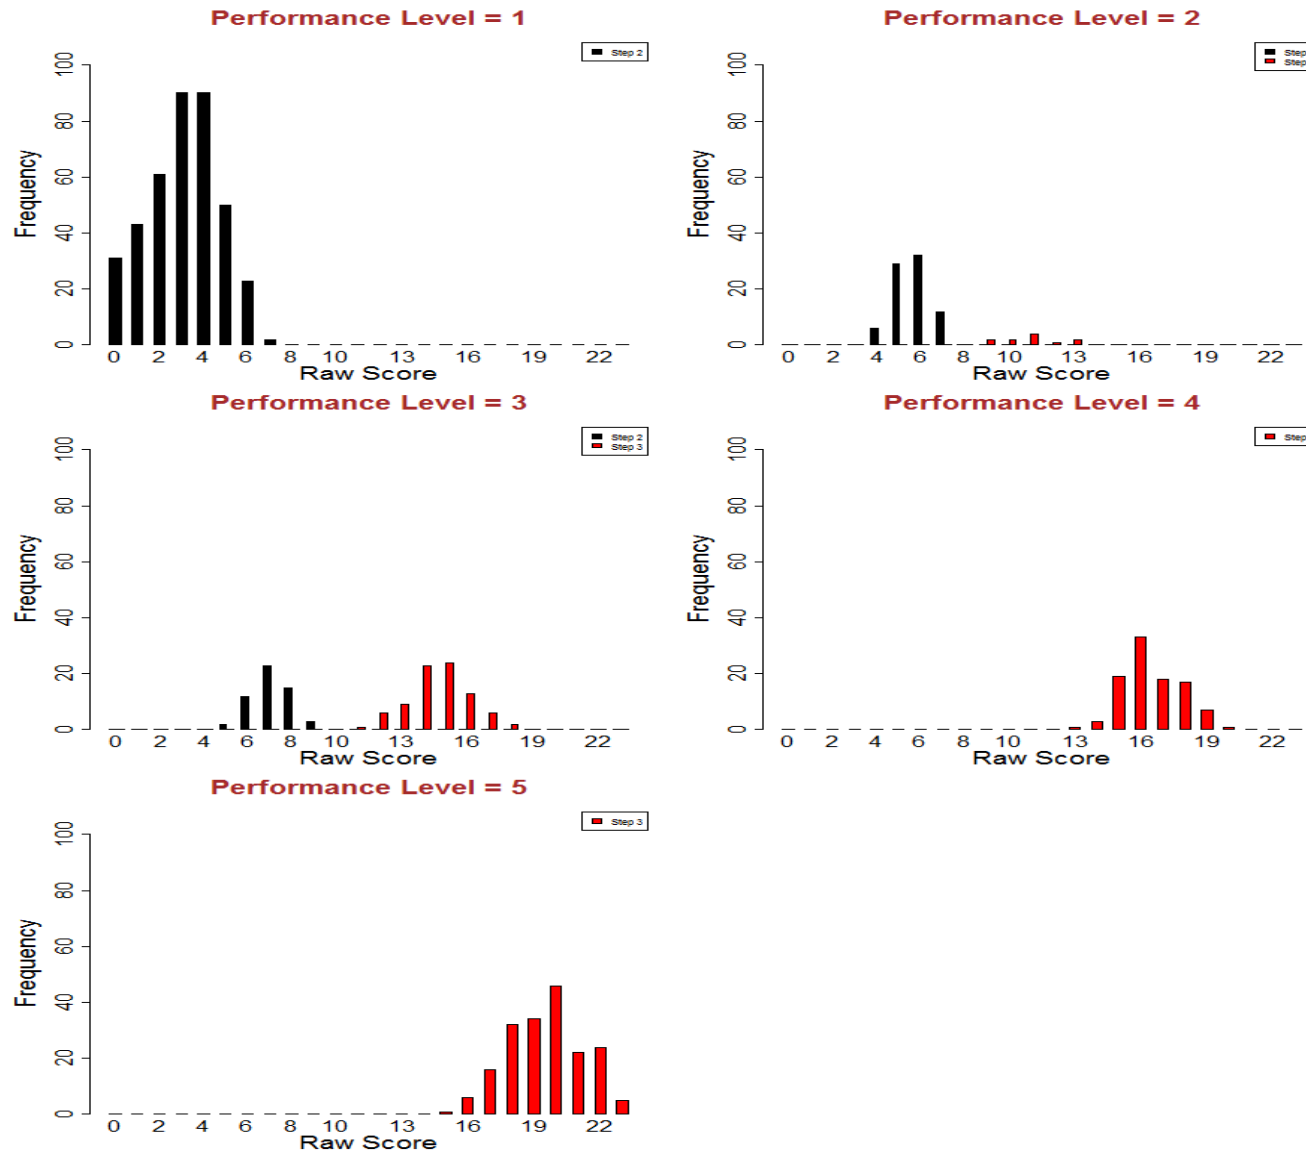 Performance Level = 1
Step 2
100
80
60
40
20
0
Frequency
0 2 4 6 8 10 13 16 19 22
Raw Score
Performance Level = 2
Step
Step
100
80
60
40
20
0
Frequency
0 2 4 6 8 10 13 16 19 22
Raw Score
Performance Level = 3
Step 2
Step 3
100
80
60
40
20
0
Frequency
0 2 4 6 8 10 13 16 19 22
Raw Score
Performance Level = 4
Step
100
80
60
40
20
0
Frequency
0 2 4 6 8 10 13 16 19 22
Raw Score
Performance Level = 5
Step 3
100
80
60
40
20
0
Frequency
0 2 4 6 8 10 13 16 19 22
Raw Score